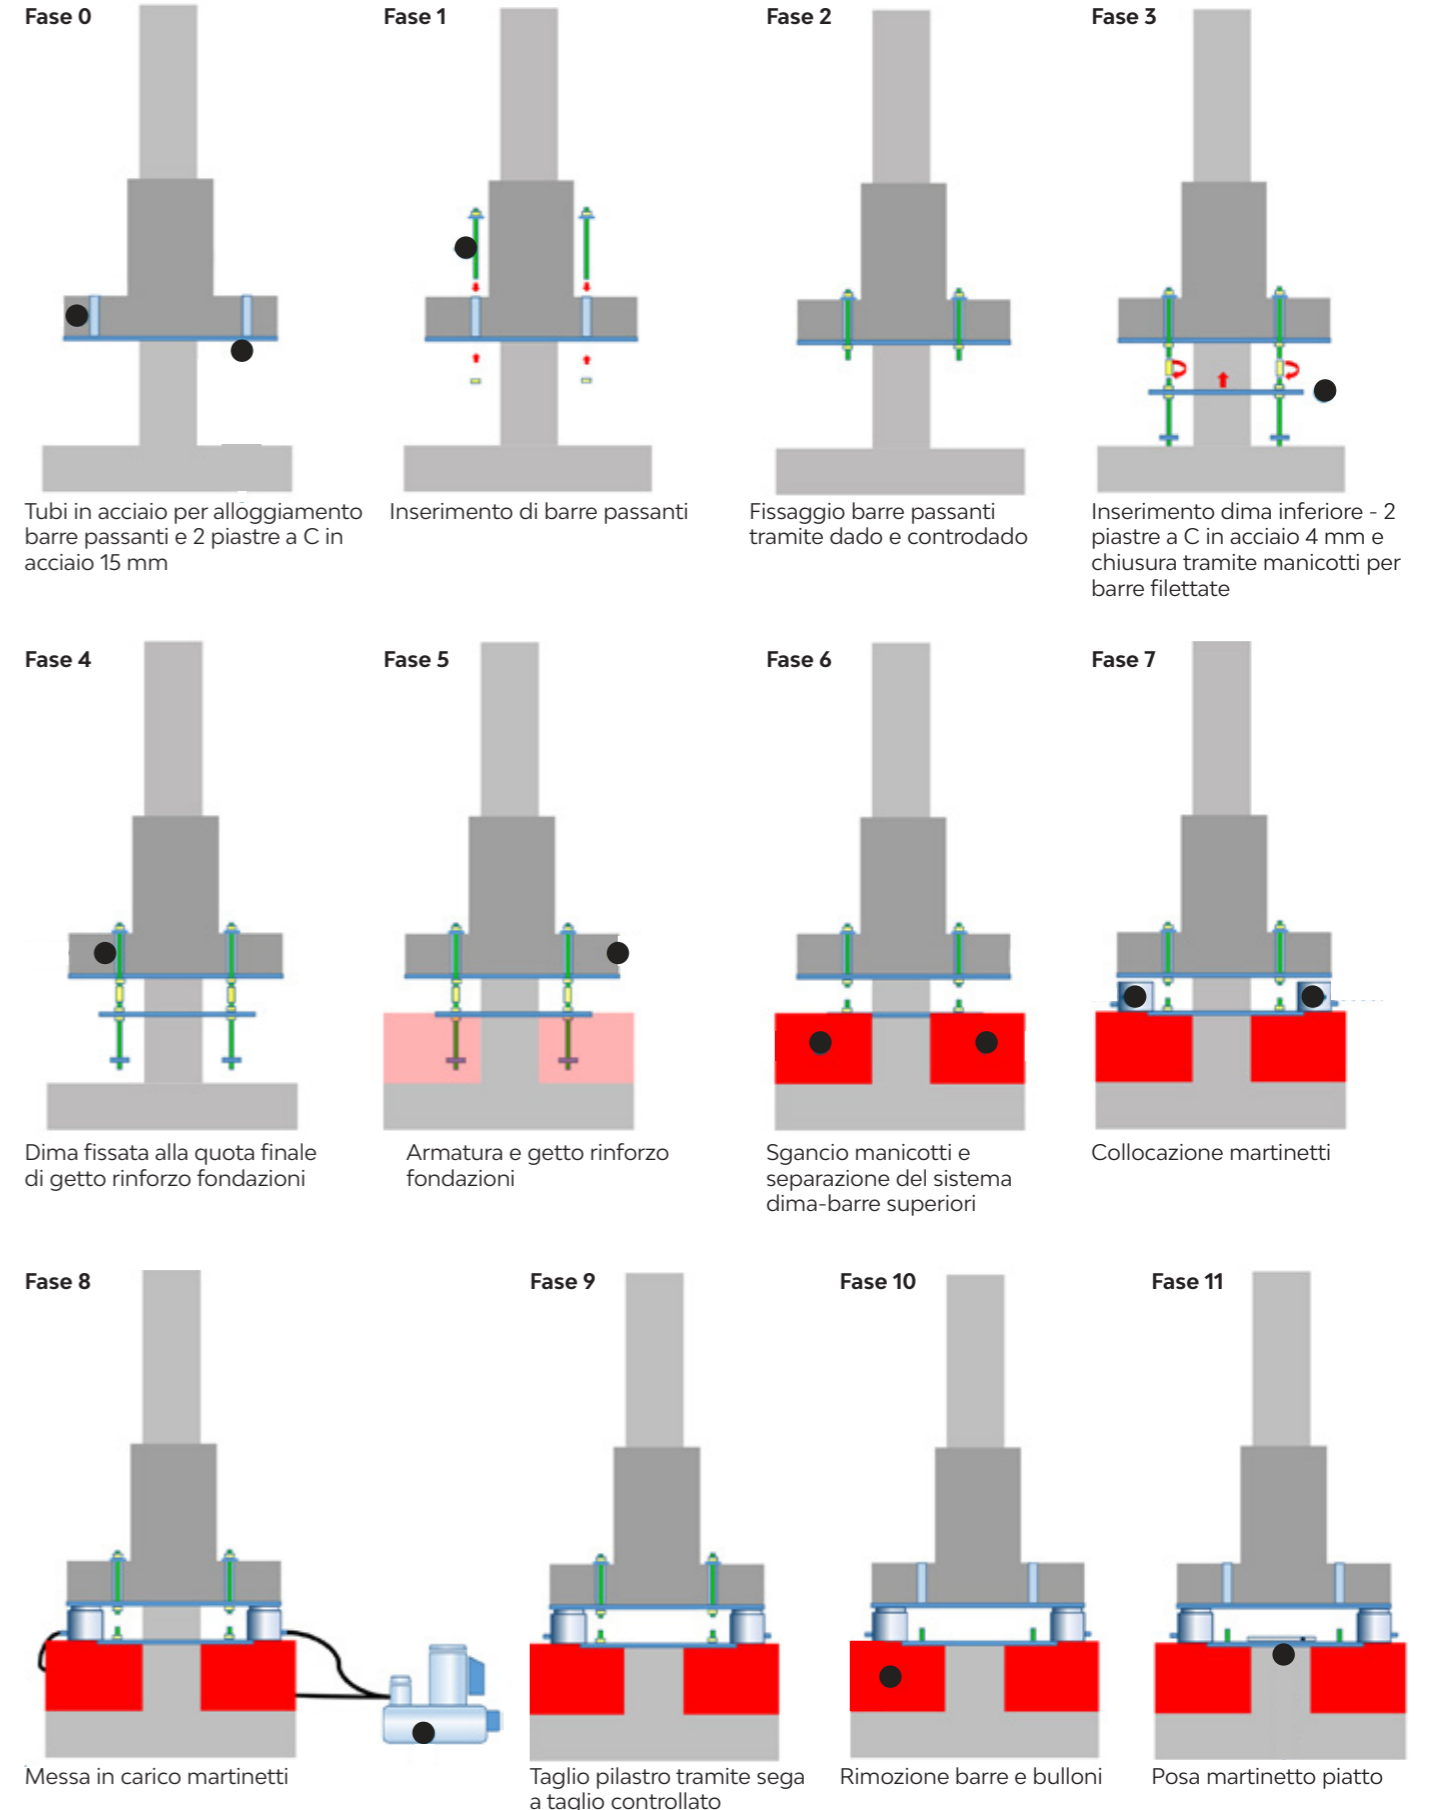 Fase 0
Fase 1
Fase 2
Fase 3
Tubi in acciaio per alloggiamento
barre passanti e 2 piastre a C in
acciaio 15 mm
Inserimento di barre passanti
Fissaggio barre passanti
tramite dado e controdado
Inserimento dima inferiore - 2
piastre a C in acciaio 4 mm e
chiusura tramite manicotti per
barre filettate
Fase 4
Fase 5
Fase 6
Fase 7
Dima fissata alla quota finale
di getto rinforzo fondazioni
Armatura e getto rinforzo
fondazioni
Sgancio manicotti e
separazione del sistema
dima-barre superiori
Collocazione martinetti
Fase 8
Fase 9
Fase 10
Fase 11
Messa in carico martinetti
Taglio pilastro tramite sega
a taglio controllato
Rimozione barre e bulloni
Posa martinetto piatto